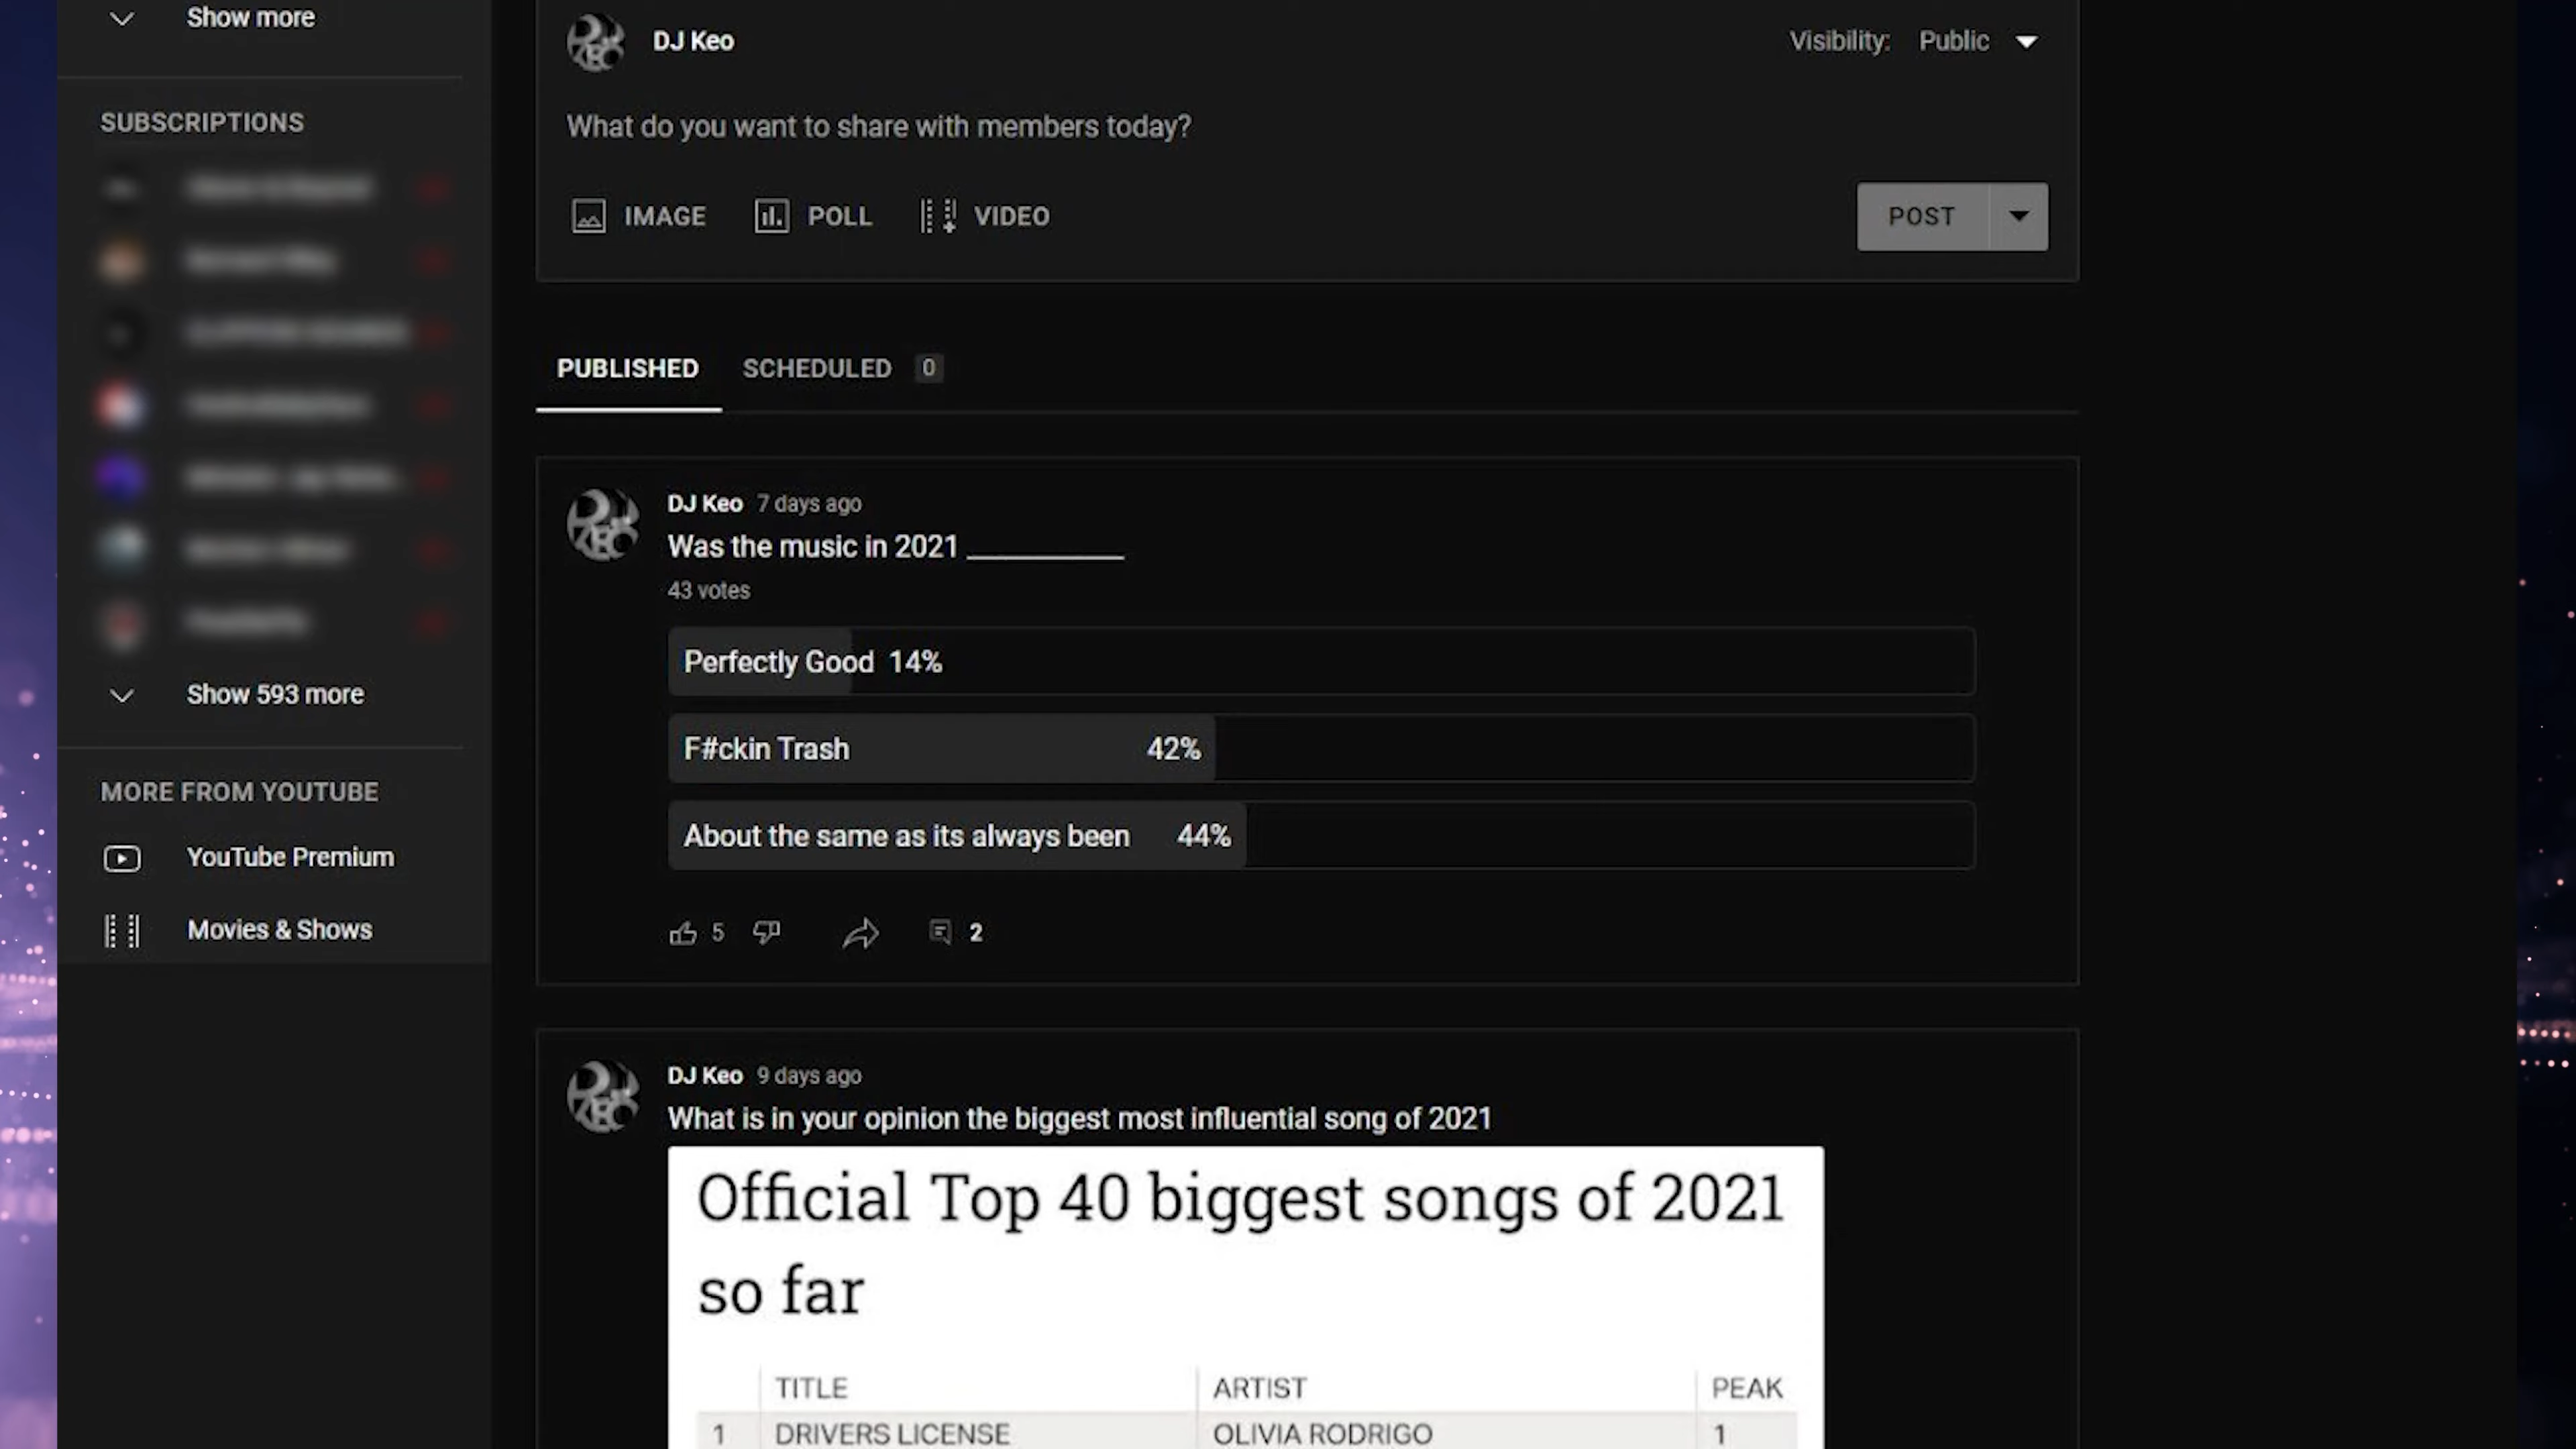 Show more
SUBSCRIPTIONS
Show 593 more
MORE FROM YOUTUBE
YouTube Premium
Movies & Shows
DJ Keo
Visibility: Public
What do you want to share with members today?
IMAGE POLL VIDEO
POST
PUBLISHED SCHEDULED 0
DJ Keo 7 days ago
Was the music in 2021 ___________
43 votes
Perfectly Good 14%
F#ckin Trash 42%
About the same as its always been 44%
5 2
DJ Keo 9 days ago
What is in your opinion the biggest most influential song of 2021
Official Top 40 biggest songs of 2021
so far
TITLE ARTIST PEAK
1 DRIVERS LICENSE OLIVIA RODRIGO 1